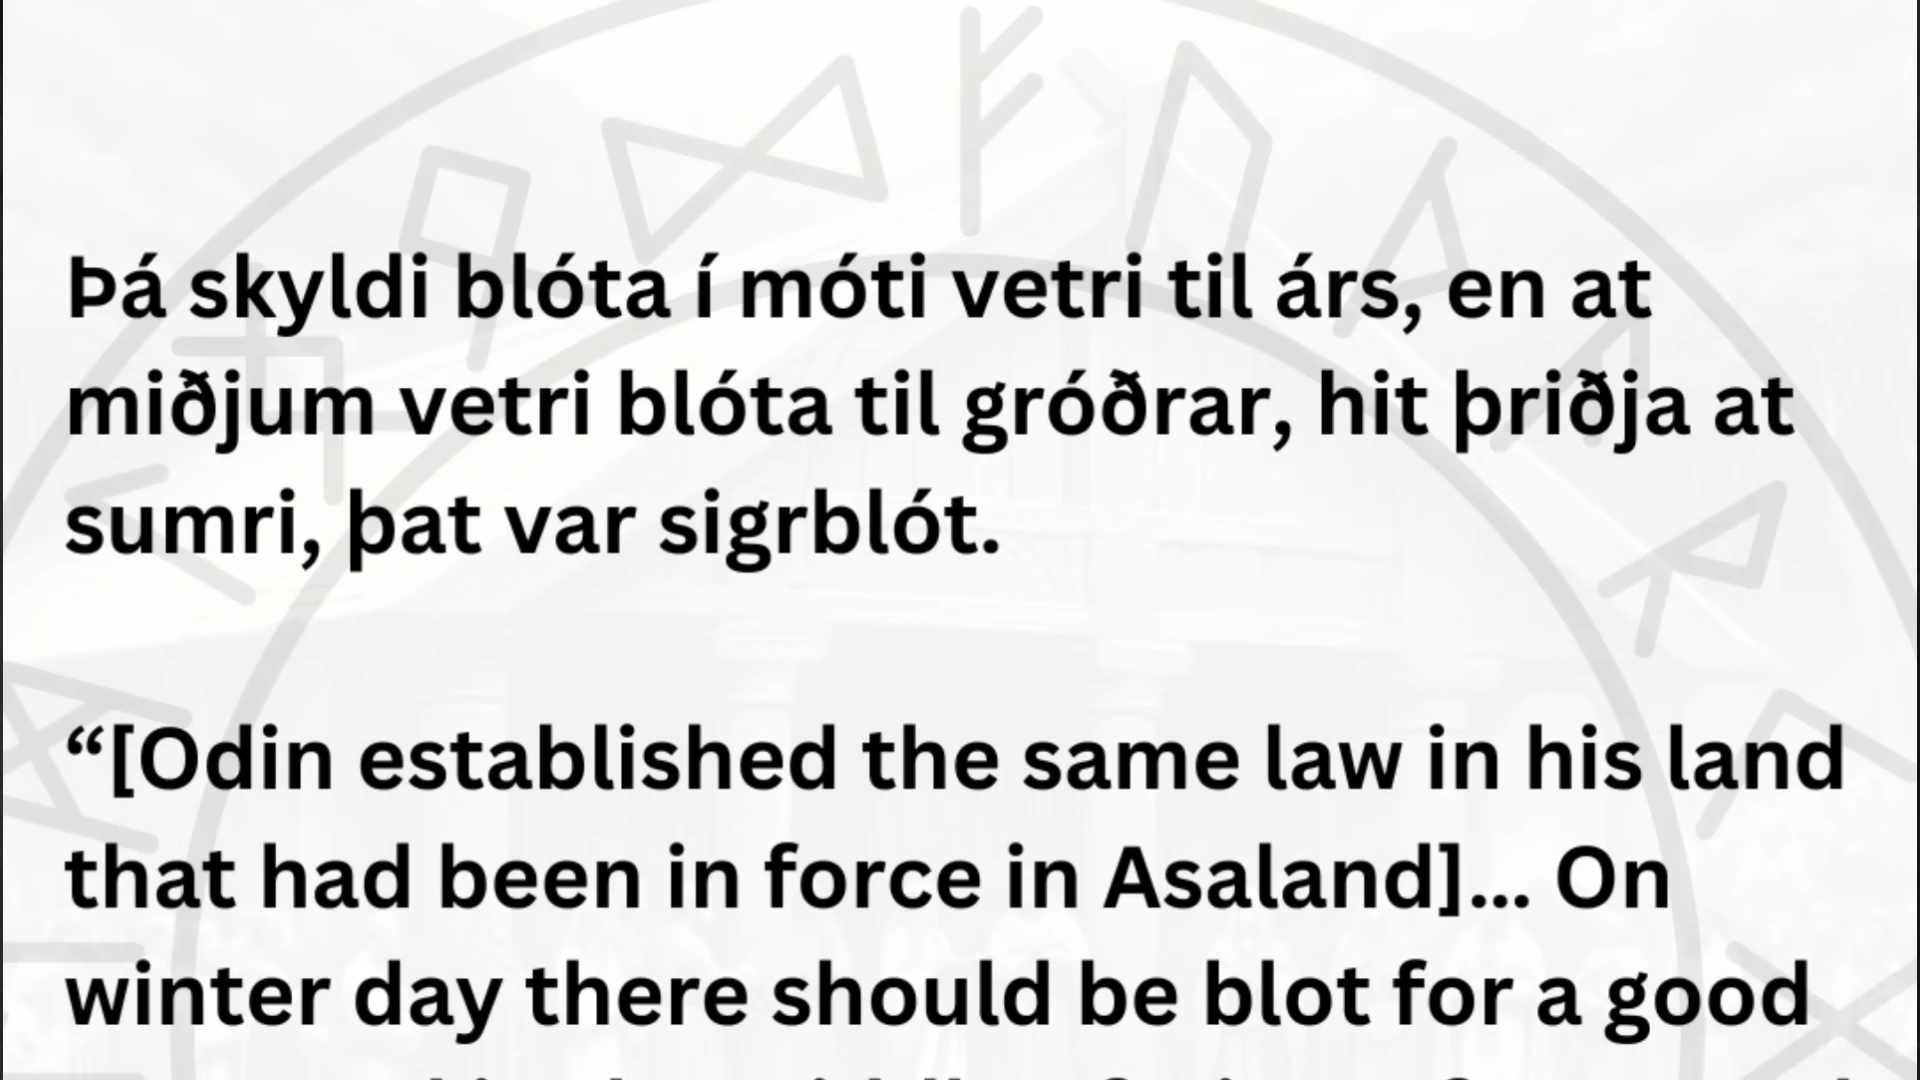 Þá skyldi blóta í móti vetri til árs, en at
miðjum vetri blóta til gróðrar, hit þriðja at
sumri, þat var sigrblót.
“[Odin established the same law in his land
that had been in force in Asaland]... On
winter day there should be blot for a good